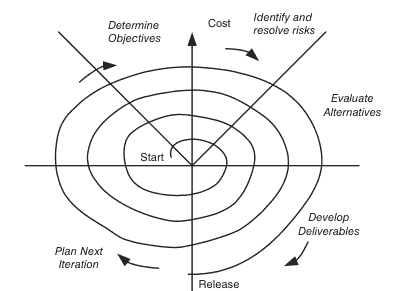 Determine
Objectives
Cost
Identify and
resolve risks
Evaluate
Alternatives
Start
Develop
Deliverables
Plan Next
Iteration
Release